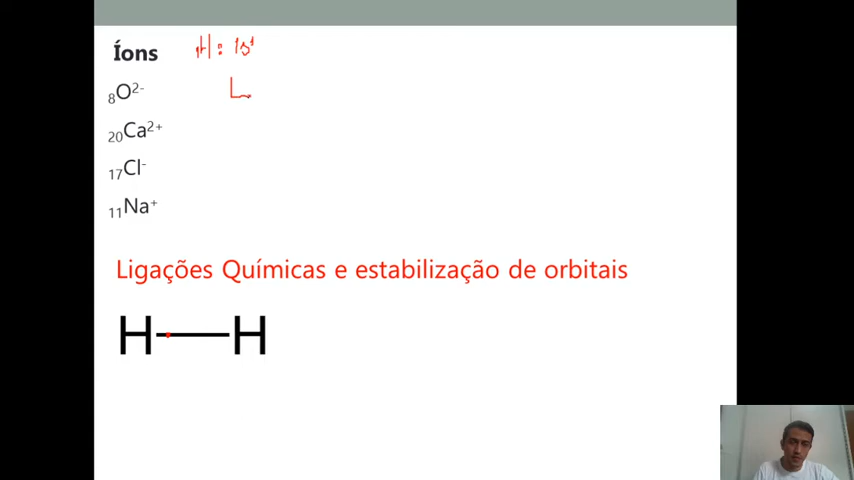 Íons
H : 1s¹
₈O²⁻
₂₀Ca²⁺
₁₇Cl⁻
₁₁Na⁺
Ligações Químicas e estabilização de orbitais
H—H